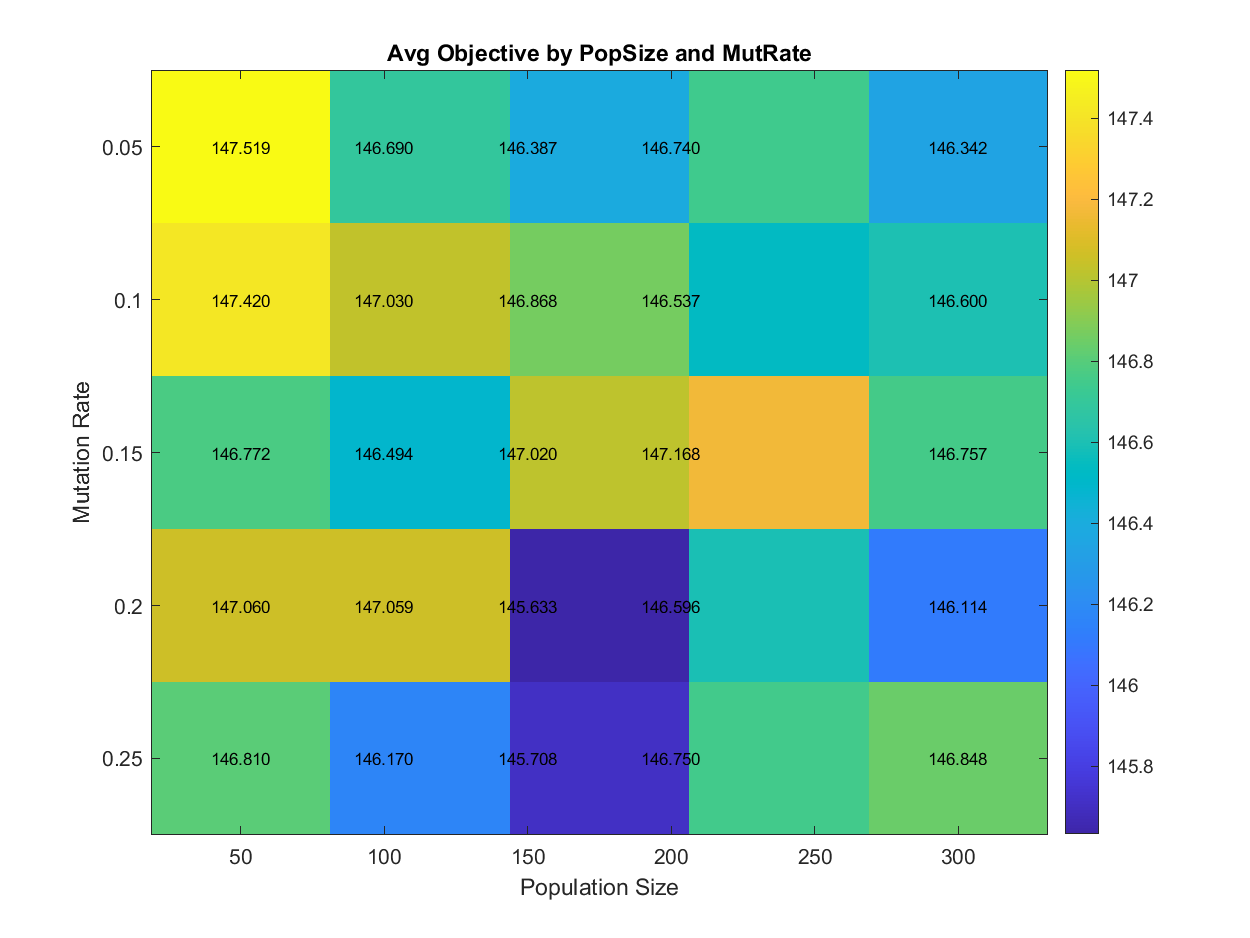 Avg Objective by PopSize and MutRate
Mutation Rate
0.05
0.1
0.15
0.2
0.25
147.519 146.690 146.387 146.740 146.342
147.420 147.030 146.868 146.537 146.600
146.772 146.494 147.020 147.168 146.757
147.060 147.059 145.633 146.596 146.114
146.810 146.170 145.708 146.750 146.848
50 100 150 200 250 300
Population Size
147.4
147.2
147
146.8
146.6
146.4
146.2
146
145.8